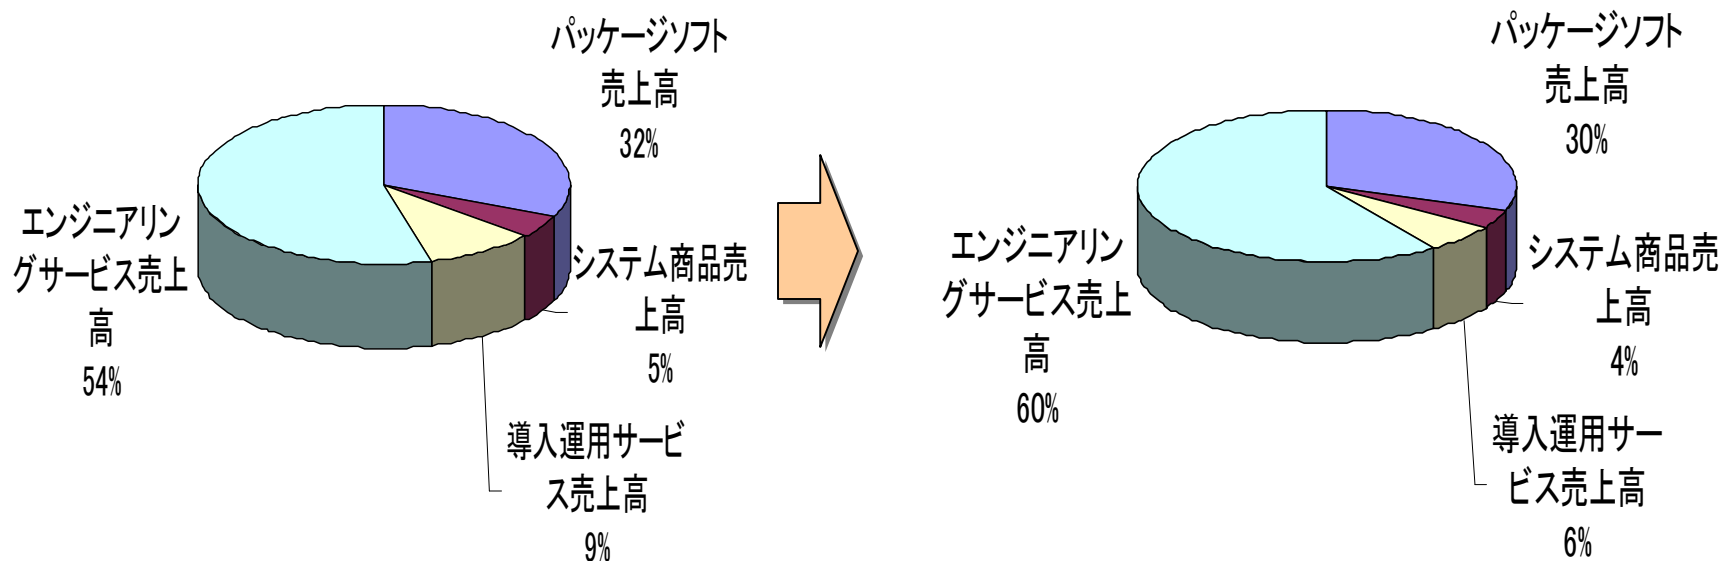 パッケージソフト
売上高
32%
エンジニアリン
グサービス売上
高
54%
システム商品売
上高
5%
導入運用サービ
ス売上高
9%
パッケージソフト
売上高
30%
エンジニアリン
グサービス売上
高
60%
システム商品売
上高
4%
導入運用サー
ビス売上高
6%